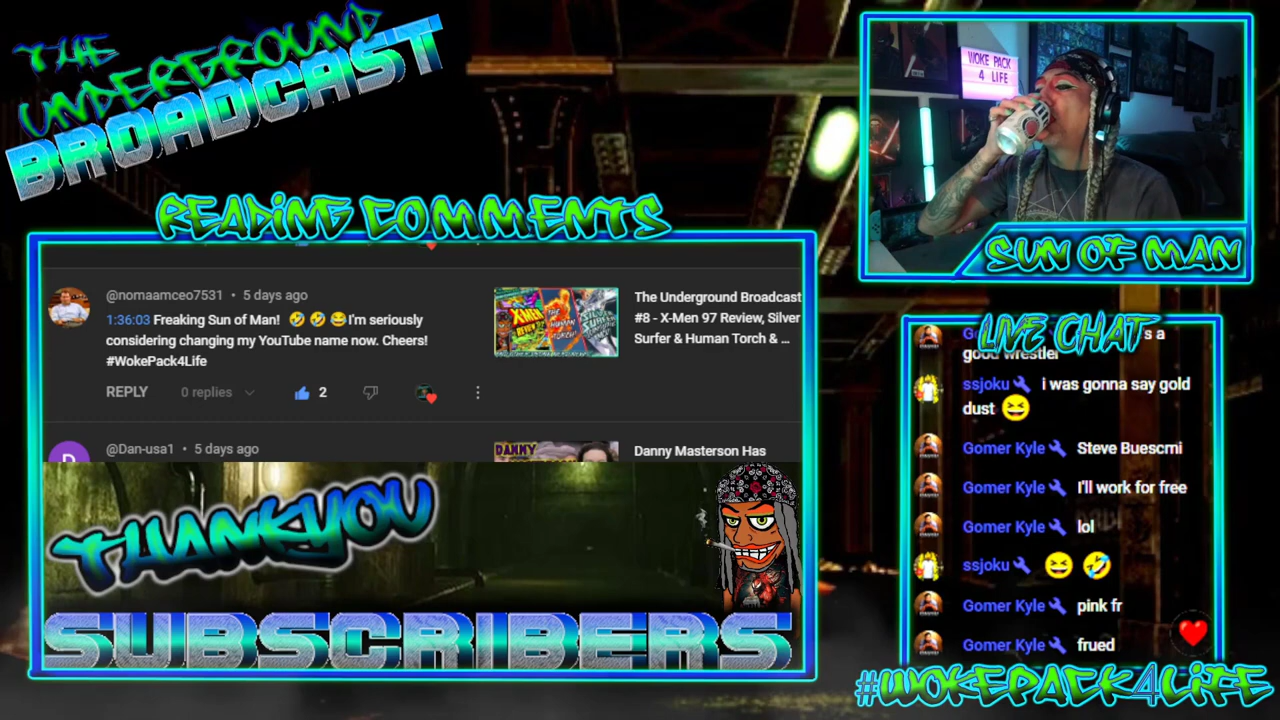 THE
UNDERGROUND
BROADCAST
READING COMMENTS
@nomaamceo7531 • 5 days ago
1:36:03 Freaking Sun of Man! 🤣 🤣 😂 I'm seriously
considering changing my YouTube name now. Cheers!
#WokePack4Life
REPLY 0 replies 2
The Underground Broadcast
#8 - X-Men 97 Review, Silver
Surfer & Human Torch & ...
@Dan-usa1 • 5 days ago
D
DANNY
Danny Masterson Has
THANKYOU
SUBSCRIBERS
WOKE PACK
4 LIFE
SUN OF MAN
LIVE CHAT
s a
good wrestler
ssjoku i was gonna say gold
dust 😆
Gomer Kyle Steve Buescmi
Gomer Kyle I'll work for free
Gomer Kyle lol
ssjoku 😆 🤣
Gomer Kyle pink fr
Gomer Kyle frued
#WOKEPACK4LIFE